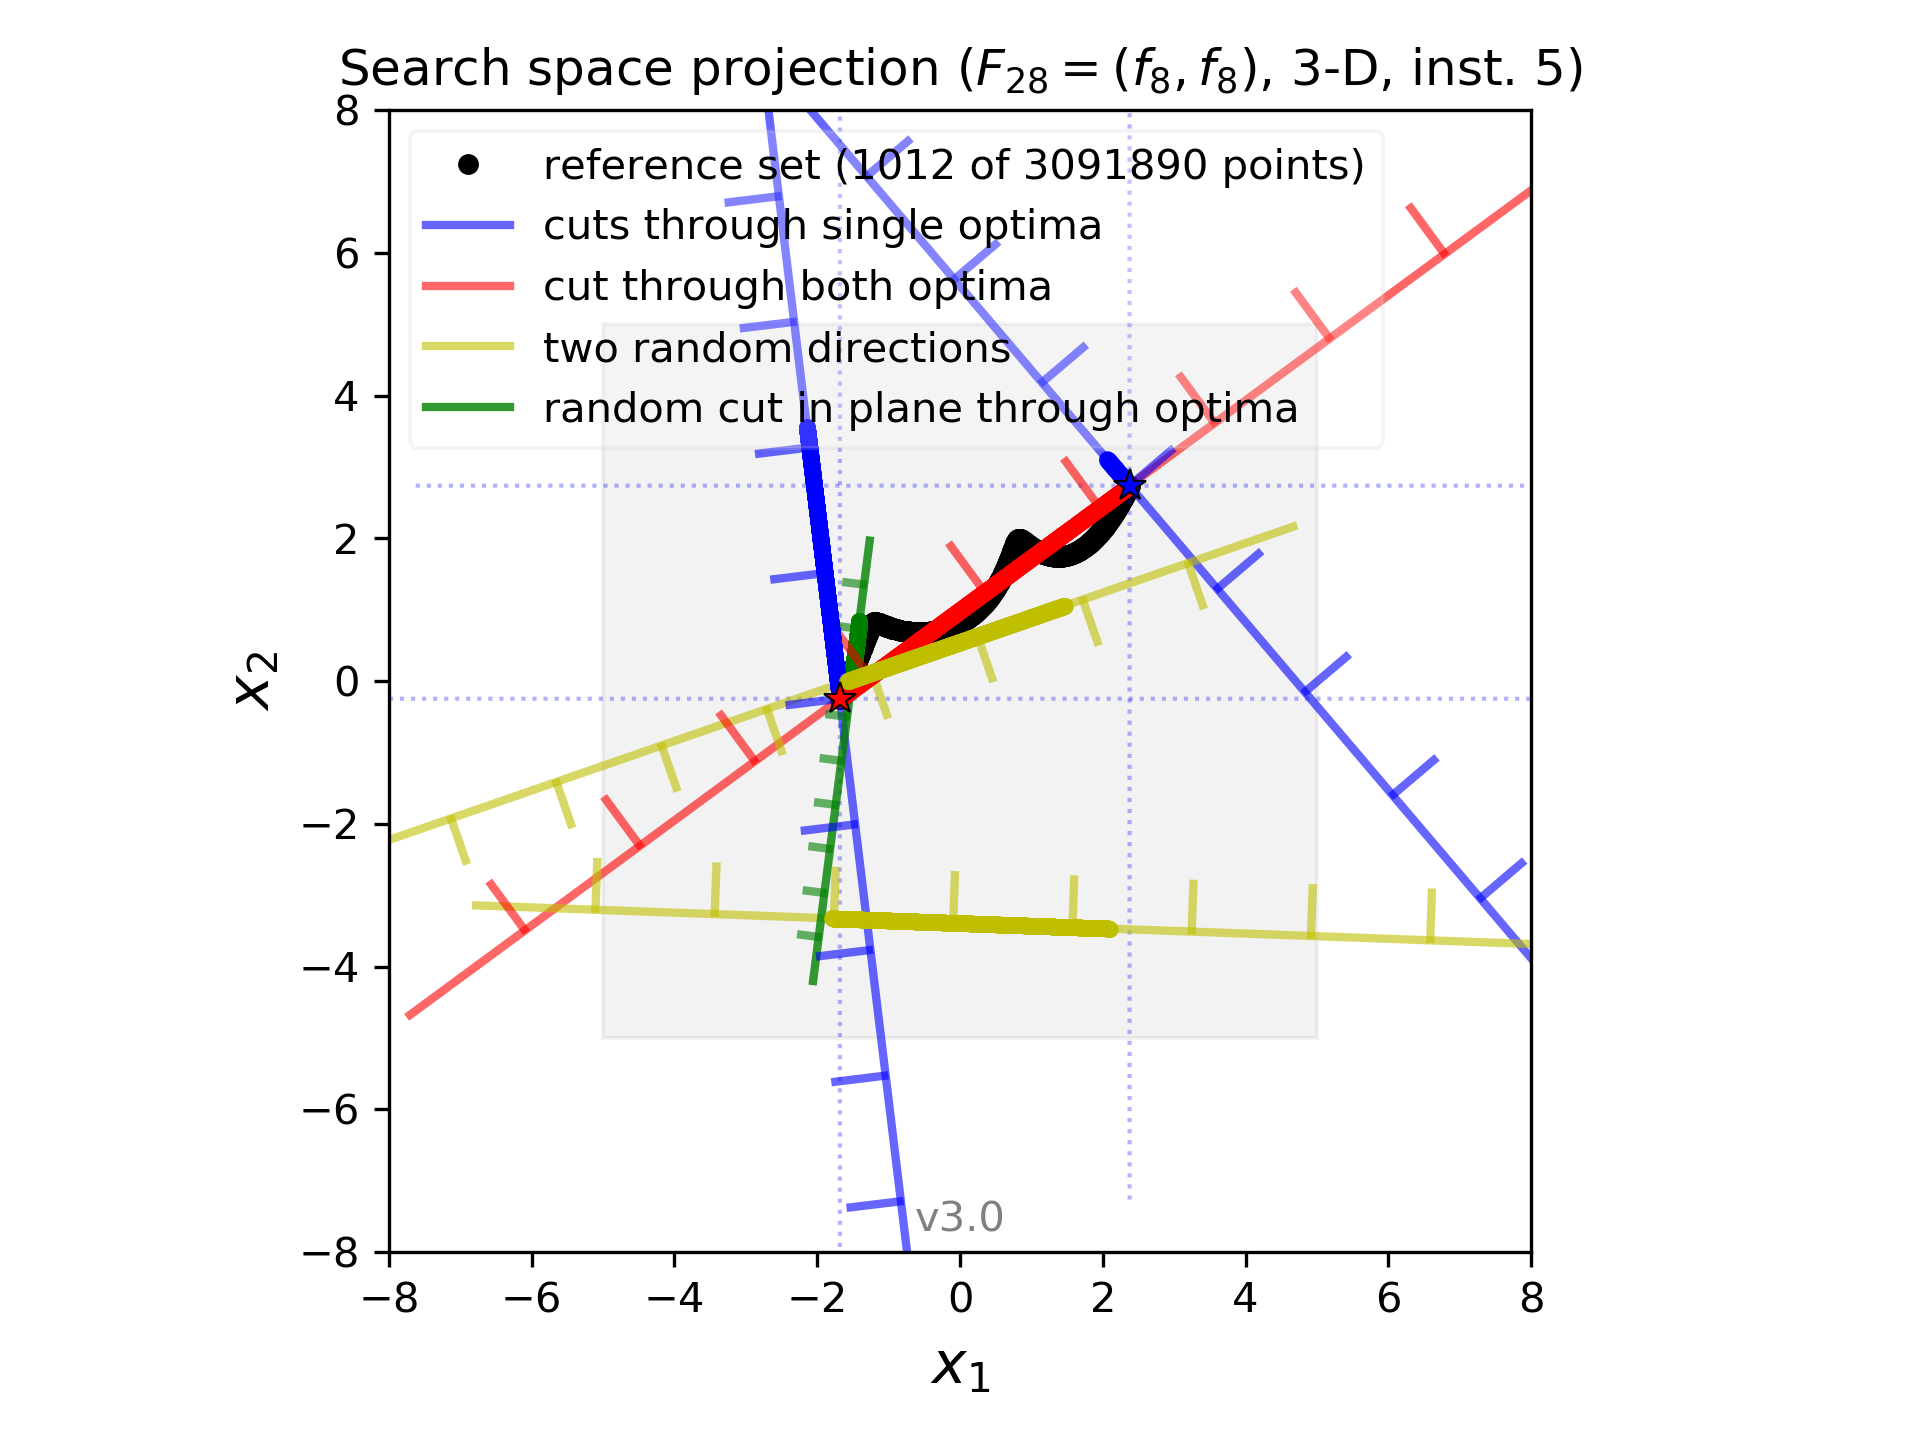 Search space projection (F₂₈ = (f₈, f₈), 3-D, inst. 5)
8
6
4
2
0
−2
−4
−6
−8
x₂
reference set (1012 of 3091890 points)
cuts through single optima
cut through both optima
two random directions
random cut in plane through optima
v3.0
−8 −6 −4 −2 0 2 4 6 8
x₁